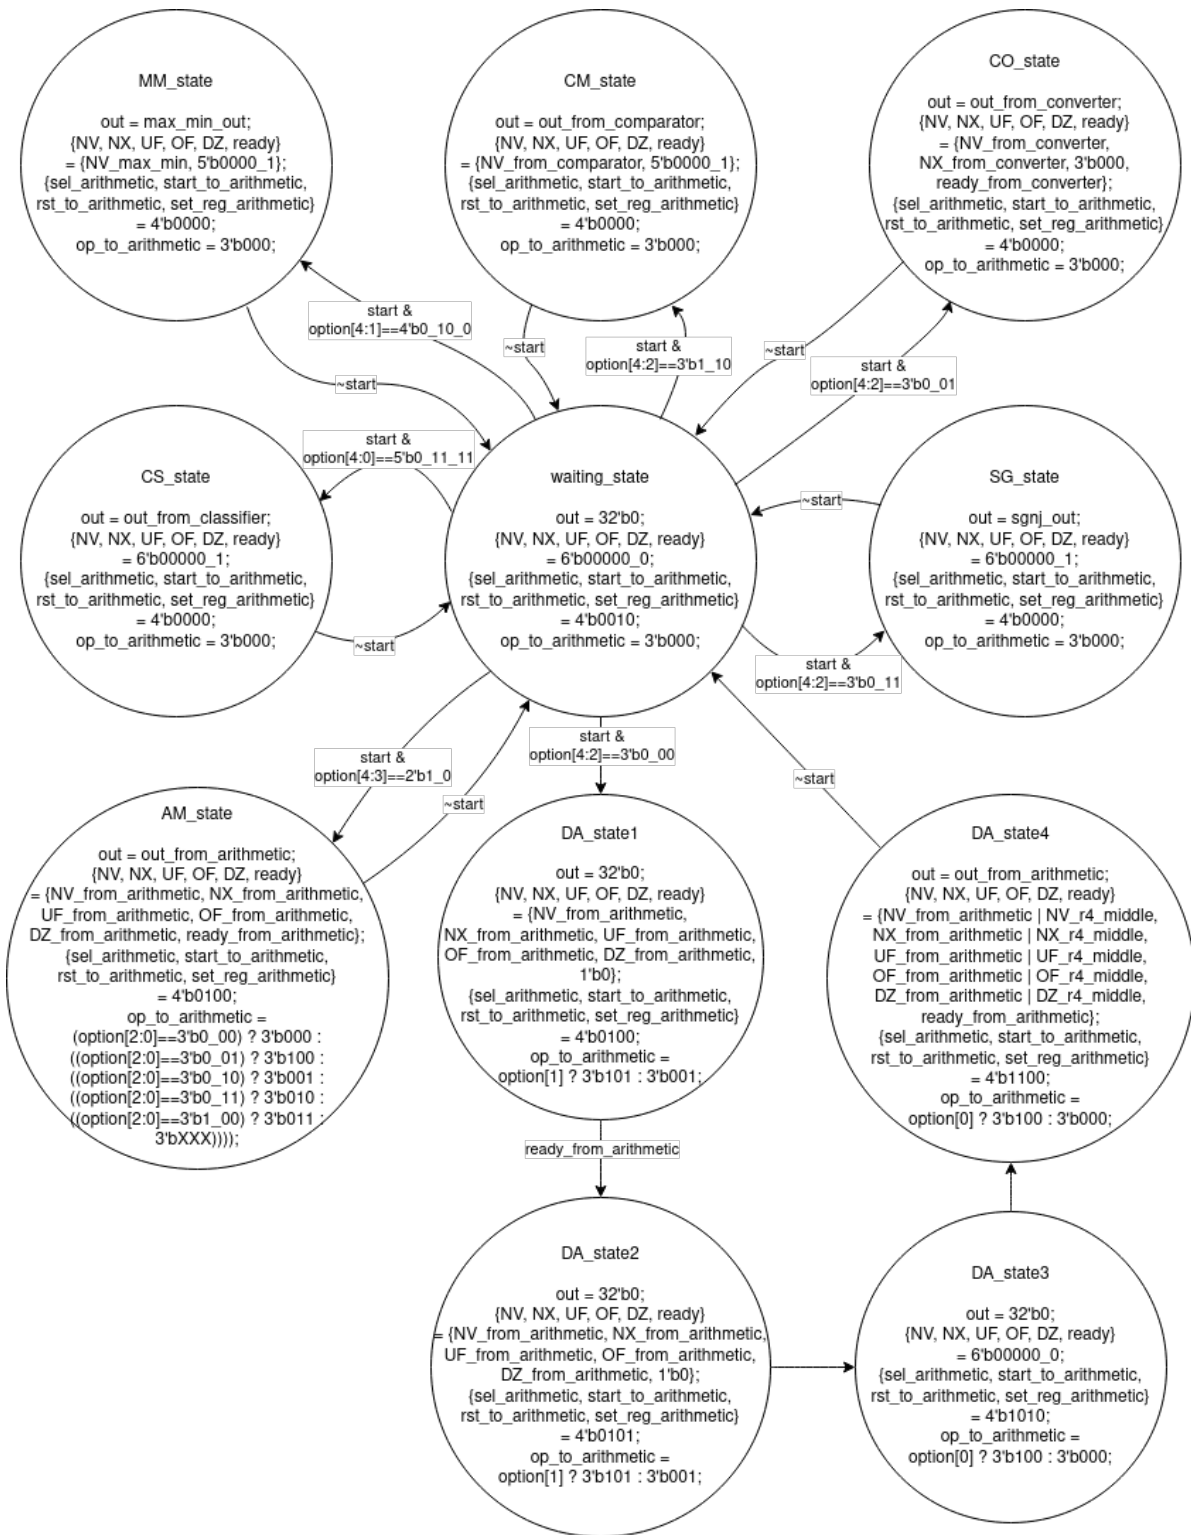 MM_state
out = max_min_out;
{NV, NX, UF, OF, DZ, ready}
= {NV_max_min, 5'b0000_1};
{sel_arithmetic, start_to_arithmetic,
rst_to_arithmetic, set_reg_arithmetic}
= 4'b0000;
op_to_arithmetic = 3'b000;
CM_state
out = out_from_comparator;
{NV, NX, UF, OF, DZ, ready}
= {NV_from_comparator, 5'b0000_1};
{sel_arithmetic, start_to_arithmetic,
rst_to_arithmetic, set_reg_arithmetic}
= 4'b0000;
op_to_arithmetic = 3'b000;
CO_state
out = out_from_converter;
{NV, NX, UF, OF, DZ, ready}
= {NV_from_converter,
NX_from_converter, 3'b000,
ready_from_converter};
{sel_arithmetic, start_to_arithmetic,
rst_to_arithmetic, set_reg_arithmetic}
= 4'b0000;
op_to_arithmetic = 3'b000;
start &
option[4:1]==4'b0_10_0
~start
~start
start &
option[4:2]==3'b1_10
~start
start &
option[4:2]==3'b0_01
start &
option[4:0]==5'b0_11_11
CS_state
out = out_from_classifier;
{NV, NX, UF, OF, DZ, ready}
= 6'b00000_1;
{sel_arithmetic, start_to_arithmetic,
rst_to_arithmetic, set_reg_arithmetic}
= 4'b0000;
op_to_arithmetic = 3'b000;
~start
waiting_state
out = 32'b0;
{NV, NX, UF, OF, DZ, ready}
= 6'b00000_0;
{sel_arithmetic, start_to_arithmetic,
rst_to_arithmetic, set_reg_arithmetic}
= 4'b0010;
op_to_arithmetic = 3'b000;
~start
SG_state
out = sgnj_out;
{NV, NX, UF, OF, DZ, ready}
= 6'b00000_1;
{sel_arithmetic, start_to_arithmetic,
rst_to_arithmetic, set_reg_arithmetic}
= 4'b0000;
op_to_arithmetic = 3'b000;
start &
option[4:2]==3'b0_11
start &
option[4:3]==2'b1_0
~start
start &
option[4:2]==3'b0_00
~start
AM_state
out = out_from_arithmetic;
{NV, NX, UF, OF, DZ, ready}
= {NV_from_arithmetic, NX_from_arithmetic,
UF_from_arithmetic, OF_from_arithmetic,
DZ_from_arithmetic, ready_from_arithmetic};
{sel_arithmetic, start_to_arithmetic,
rst_to_arithmetic, set_reg_arithmetic}
= 4'b0100;
op_to_arithmetic =
(option[2:0]==3'b0_00) ? 3'b000 :
((option[2:0]==3'b0_01) ? 3'b100 :
((option[2:0]==3'b0_10) ? 3'b001 :
((option[2:0]==3'b0_11) ? 3'b010 :
((option[2:0]==3'b1_00) ? 3'b011 :
3'bXXX))));
DA_state1
out = 32'b0;
{NV, NX, UF, OF, DZ, ready}
= {NV_from_arithmetic,
NX_from_arithmetic, UF_from_arithmetic,
OF_from_arithmetic, DZ_from_arithmetic,
1'b0};
{sel_arithmetic, start_to_arithmetic,
rst_to_arithmetic, set_reg_arithmetic}
= 4'b0100;
op_to_arithmetic =
option[1] ? 3'b101 : 3'b001;
DA_state4
out = out_from_arithmetic;
{NV, NX, UF, OF, DZ, ready}
= {NV_from_arithmetic | NV_r4_middle,
NX_from_arithmetic | NX_r4_middle,
UF_from_arithmetic | UF_r4_middle,
OF_from_arithmetic | OF_r4_middle,
DZ_from_arithmetic | DZ_r4_middle,
ready_from_arithmetic};
{sel_arithmetic, start_to_arithmetic,
rst_to_arithmetic, set_reg_arithmetic}
= 4'b1100;
op_to_arithmetic =
option[0] ? 3'b100 : 3'b000;
ready_from_arithmetic
DA_state2
out = 32'b0;
{NV, NX, UF, OF, DZ, ready}
= {NV_from_arithmetic, NX_from_arithmetic,
UF_from_arithmetic, OF_from_arithmetic,
DZ_from_arithmetic, 1'b0};
{sel_arithmetic, start_to_arithmetic,
rst_to_arithmetic, set_reg_arithmetic}
= 4'b0101;
op_to_arithmetic =
option[1] ? 3'b101 : 3'b001;
DA_state3
out = 32'b0;
{NV, NX, UF, OF, DZ, ready}
= 6'b00000_0;
{sel_arithmetic, start_to_arithmetic,
rst_to_arithmetic, set_reg_arithmetic}
= 4'b1010;
op_to_arithmetic =
option[0] ? 3'b100 : 3'b000;